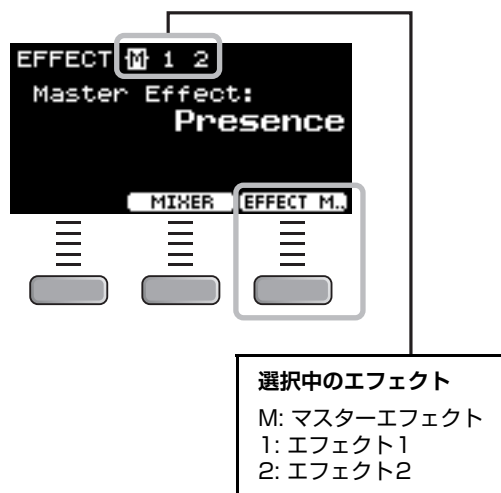 EFFECT M 1 2
Master Effect:
Presence
MIXER EFFECT M..
選択中のエフェクト
M: マスターエフェクト
1: エフェクト1
2: エフェクト2